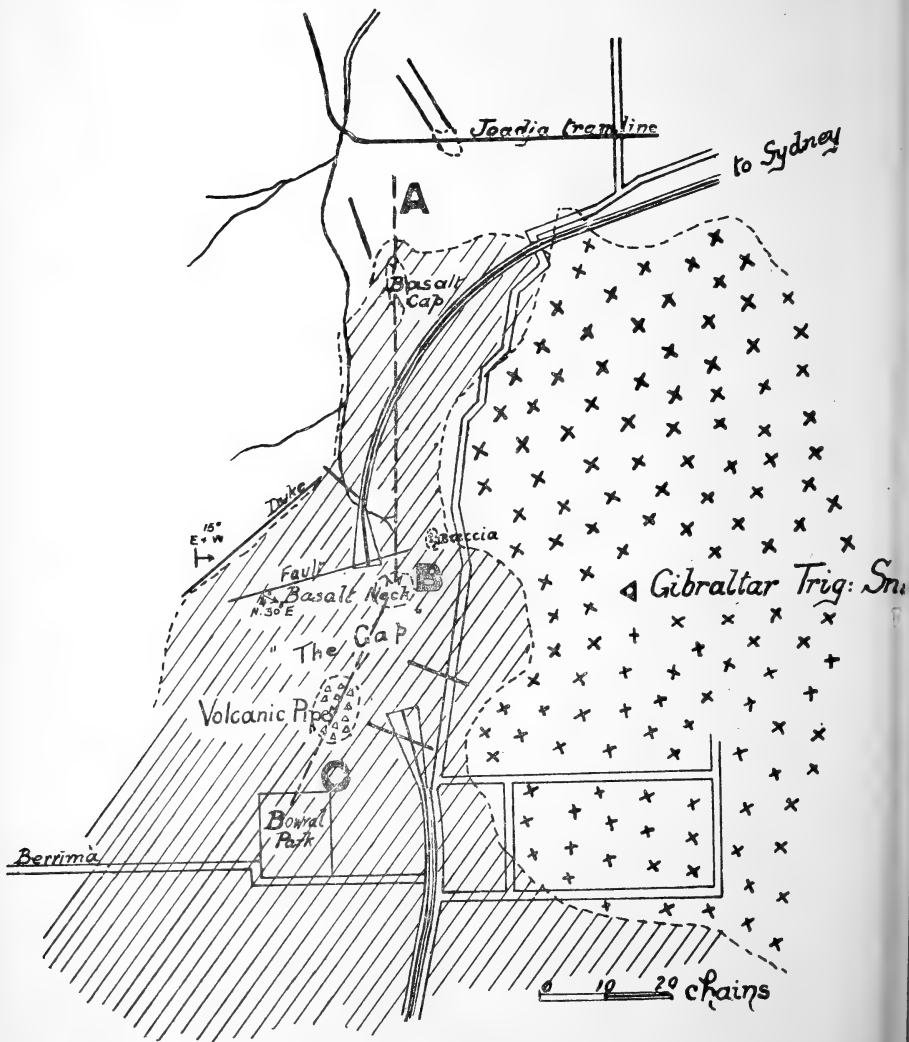 Joadja tramline
to Sydney
A
Basalt
Cap
Dyke
15°
E + W
Breccia
Fault
B
Basalt Neck
N. 30° E
Gibraltar Trig: Sn.
"The Gap
Volcanic Pipe
C
Bowral
Park
Berrima
0 10 20 chains